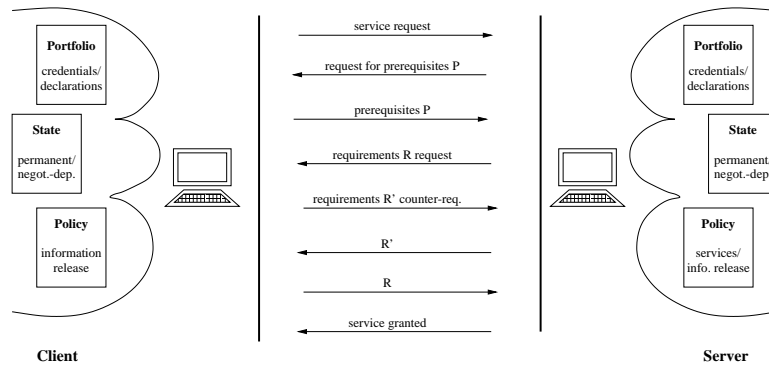 Portfolio
credentials/
declarations
State
permanent/
negot.-dep.
Policy
information
release
Client
service request
request for prerequisites P
prerequisites P
requirements R request
requirements R' counter-req.
R'
R
service granted
Portfolio
credentials/
declarations
State
permanent/
negot.-dep
Policy
services/
info. release
Server